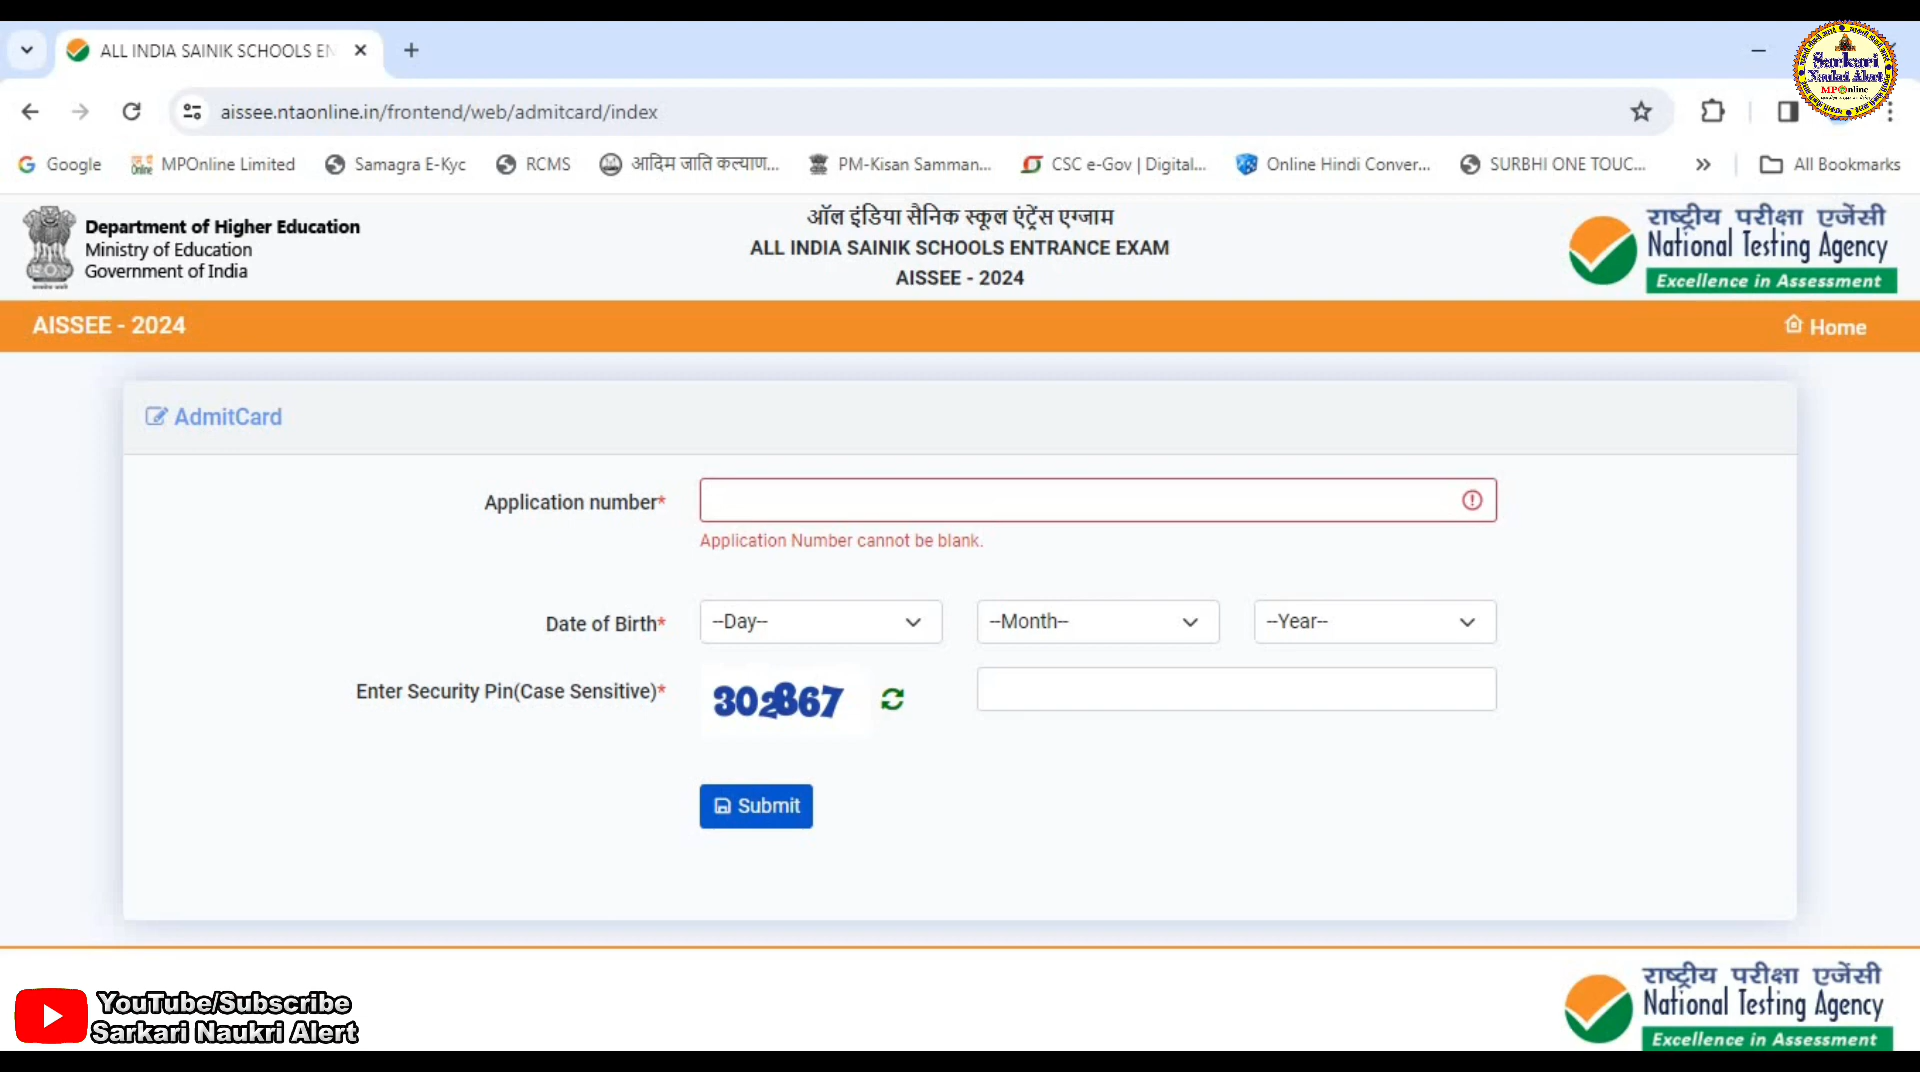 ALL INDIA SAINIK SCHOOLS EN
aissee.ntaonline.in/frontend/web/admitcard/index
Google
MPOnline Limited
Samagra E-Kyc
RCMS
आदिम जाति कल्याण...
PM-Kisan Samman...
CSC e-Gov | Digital...
Online Hindi Conver...
SURBHI ONE TOUC...
All Bookmarks
Sarkari
Naukri Alert
MPOnline
Department of Higher Education
Ministry of Education
Government of India
ऑल इंडिया सैनिक स्कूल एंट्रेंस एग्जाम
ALL INDIA SAINIK SCHOOLS ENTRANCE EXAM
AISSEE - 2024
राष्ट्रीय परीक्षा एजेंसी
National Testing Agency
Excellence in Assessment
AISSEE - 2024
Home
AdmitCard
Application number*
Application Number cannot be blank.
Date of Birth*
--Day--
--Month--
--Year--
Enter Security Pin(Case Sensitive)*
302867
Submit
YouTube/Subscribe
Sarkari Naukri Alert
राष्ट्रीय परीक्षा एजेंसी
National Testing Agency
Excellence in Assessment